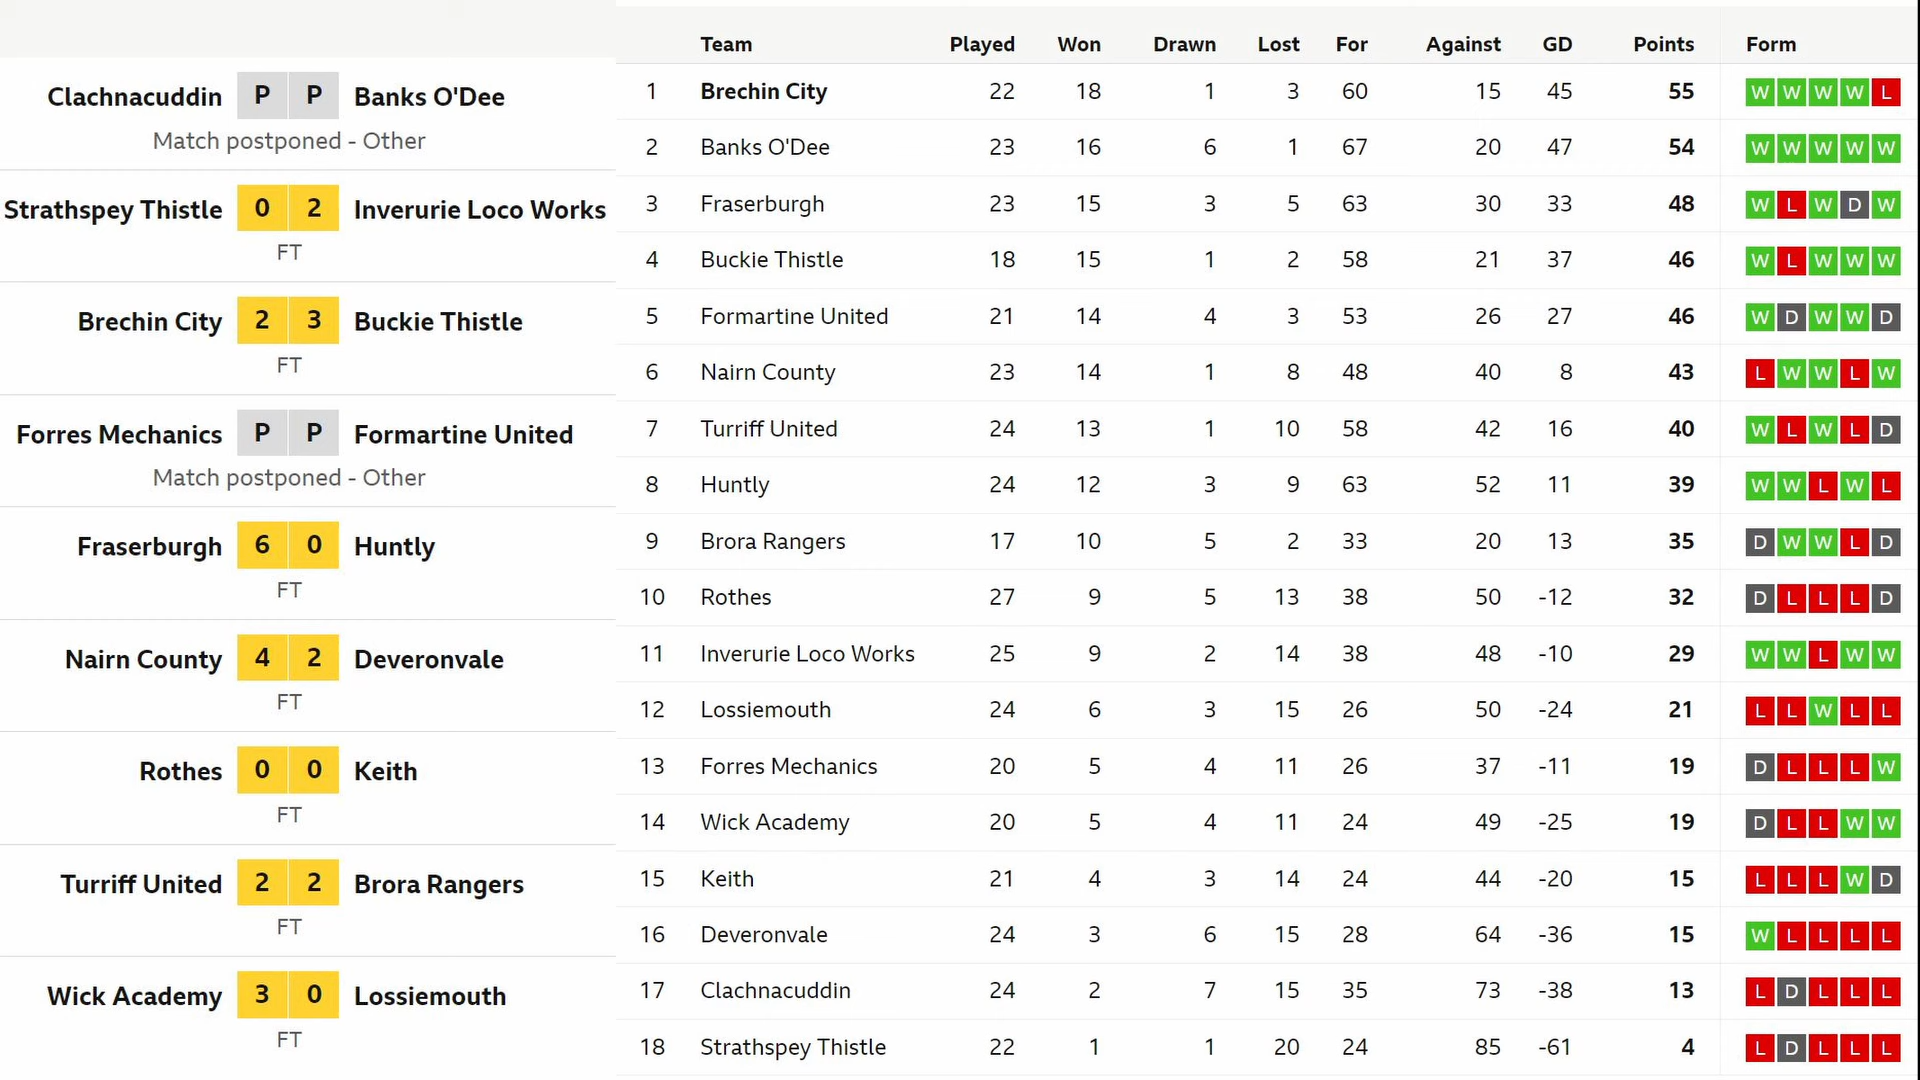 Clachnacuddin P P Banks O'Dee
Match postponed - Other
Strathspey Thistle 0 2 Inverurie Loco Works
FT
Brechin City 2 3 Buckie Thistle
FT
Forres Mechanics P P Formartine United
Match postponed - Other
Fraserburgh 6 0 Huntly
FT
Nairn County 4 2 Deveronvale
FT
Rothes 0 0 Keith
FT
Turriff United 2 2 Brora Rangers
FT
Wick Academy 3 0 Lossiemouth
FT
Team Played Won Drawn Lost For Against GD Points Form
1 Brechin City 22 18 1 3 60 15 45 55 W W W W L
2 Banks O'Dee 23 16 6 1 67 20 47 54 W W W W W
3 Fraserburgh 23 15 3 5 63 30 33 48 W L W D W
4 Buckie Thistle 18 15 1 2 58 21 37 46 W L W W W
5 Formartine United 21 14 4 3 53 26 27 46 W D W W D
6 Nairn County 23 14 1 8 48 40 8 43 L W W L W
7 Turriff United 24 13 1 10 58 42 16 40 W L W L D
8 Huntly 24 12 3 9 63 52 11 39 W W L W L
9 Brora Rangers 17 10 5 2 33 20 13 35 D W W L D
10 Rothes 27 9 5 13 38 50 -12 32 D L L L D
11 Inverurie Loco Works 25 9 2 14 38 48 -10 29 W W L W W
12 Lossiemouth 24 6 3 15 26 50 -24 21 L L W L L
13 Forres Mechanics 20 5 4 11 26 37 -11 19 D L L L W
14 Wick Academy 20 5 4 11 24 49 -25 19 D L L W W
15 Keith 21 4 3 14 24 44 -20 15 L L L W D
16 Deveronvale 24 3 6 15 28 64 -36 15 W L L L L
17 Clachnacuddin 24 2 7 15 35 73 -38 13 L D L L L
18 Strathspey Thistle 22 1 1 20 24 85 -61 4 L D L L L